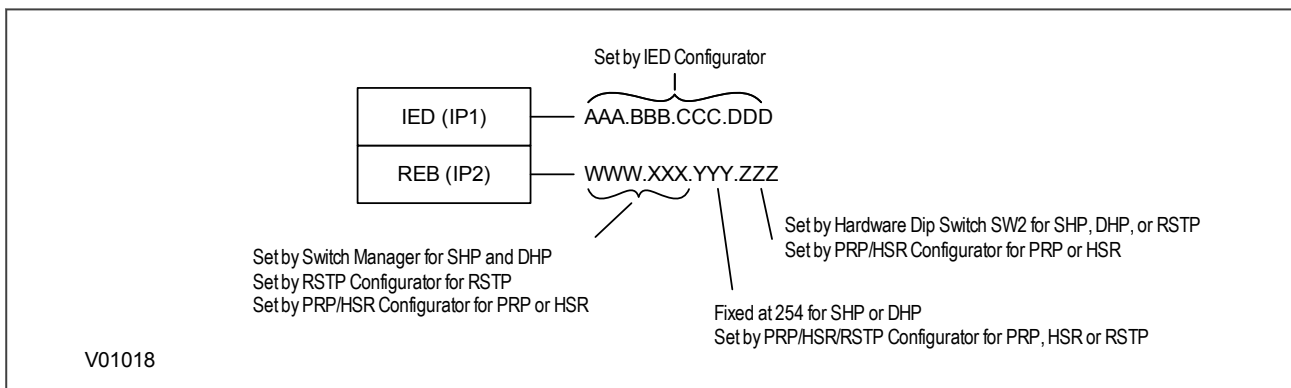 Set by IED Configurator
IED (IP1)
AAA.BBB.CCC.DDD
REB (IP2)
WWW.XXX.YYY.ZZZ
Set by Switch Manager for SHP and DHP
Set by RSTP Configurator for RSTP
Set by PRP/HSR Configurator for PRP or HSR
Set by Hardware Dip Switch SW2 for SHP, DHP, or RSTP
Set by PRP/HSR Configurator for PRP or HSR
Fixed at 254 for SHP or DHP
Set by PRP/HSR/RSTP Configurator for PRP, HSR or RSTP
V01018